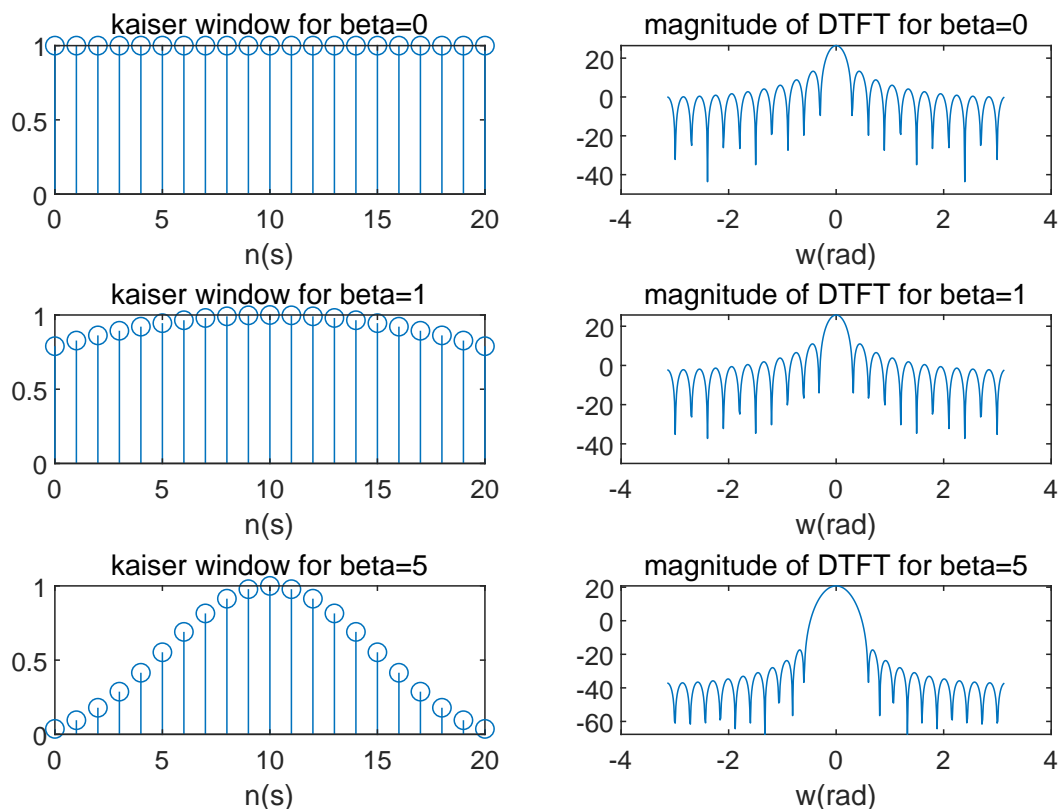 kaiser window for beta=0
1
0.5
0
0 5 10 15 20
n(s)
magnitude of DTFT for beta=0
20
0
-20
-40
-4 -2 0 2 4
w(rad)
kaiser window for beta=1
1
0.5
0
0 5 10 15 20
n(s)
magnitude of DTFT for beta=1
20
0
-20
-40
-4 -2 0 2 4
w(rad)
kaiser window for beta=5
1
0.5
0
0 5 10 15 20
n(s)
magnitude of DTFT for beta=5
20
0
-20
-40
-60
-4 -2 0 2 4
w(rad)